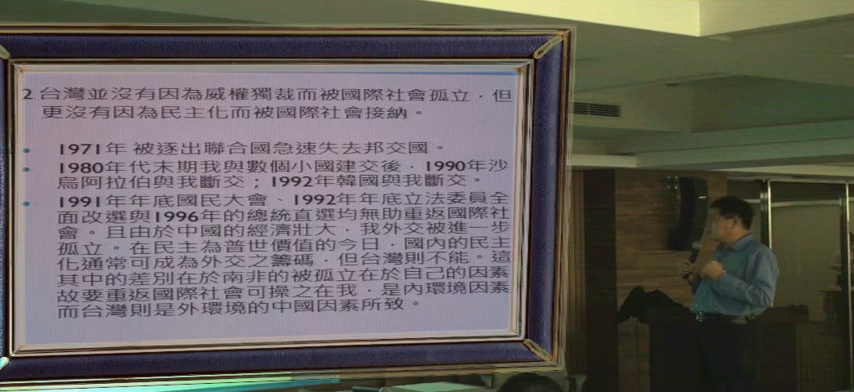 2 台灣並沒有因為威權獨裁而被國際社會孤立，但
更沒有因為民主化而被國際社會接納。
• 1971年 被逐出聯合國急速失去邦交國。
• 1980年代末期我與數個小國建交後，1990年沙
烏阿拉伯與我斷交；1992年韓國與我斷交。
• 1991年年底國民大會、1992年年底立法委員全
面改選與1996年的總統直選均無助重返國際社
會。且由於中國的經濟壯大，我外交被進一步
孤立。在民主為普世價值的今日，國內的民主
化通常可成為外交之籌碼，但台灣則不能。這
其中的差別在於南非的被孤立在於自己的因素
故要重返國際社會可操之在我，是內環境因素
而台灣則是外環境的中國因素所致。